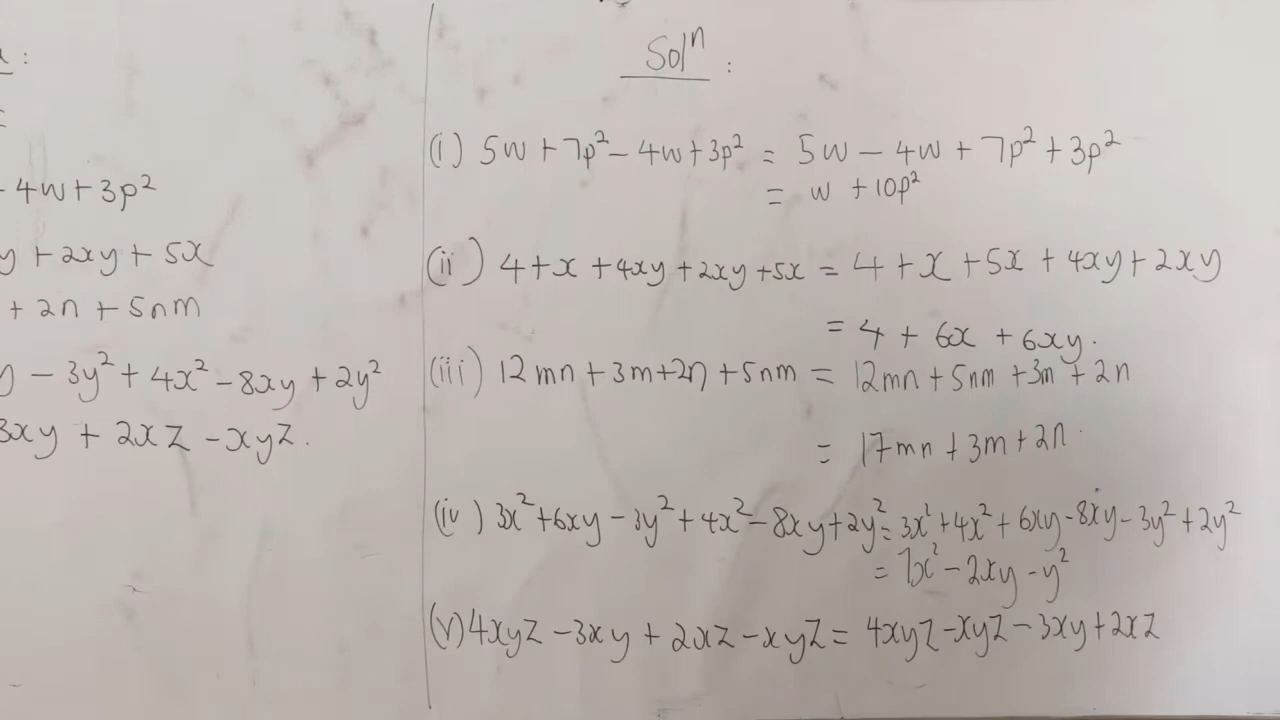 :
- 4w + 3p²
y + 2xy + 5x
+ 2n + 5nm
y - 3y² + 4x² - 8xy + 2y²
3xy + 2xz - xyz.
Solⁿ :
(i) 5w + 7p² - 4w + 3p² = 5w - 4w + 7p² + 3p²
= w + 10p²
(ii) 4 + x + 4xy + 2xy + 5x = 4 + x + 5x + 4xy + 2xy
= 4 + 6x + 6xy.
(iii) 12mn + 3m + 2n + 5nm = 12mn + 5nm + 3m + 2n
= 17mn + 3m + 2n.
(iv) 3x² + 6xy - 3y² + 4x² - 8xy + 2y² = 3x² + 4x² + 6xy - 8xy - 3y² + 2y²
= 7x² - 2xy - y²
(v) 4xyz - 3xy + 2xz - xyz = 4xyz - xyz - 3xy + 2xz